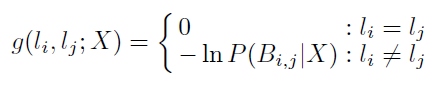 g(l_i, l_j; X) = { 0 : l_i = l_j
− ln P(B_{i,j}|X) : l_i ≠ l_j